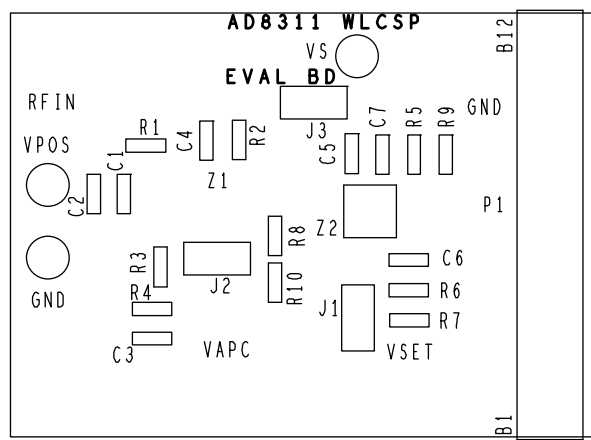 AD8311 WLCSP
B12
VS
EVAL BD
RFIN
GND
J3
C7
R5
R9
VPOS
R1
C4
R2
C5
C1
Z1
C2
Z2
P1
R8
R3
J2
R10
C6
GND
R4
J1
R6
R7
C3
VAPC
VSET
B1